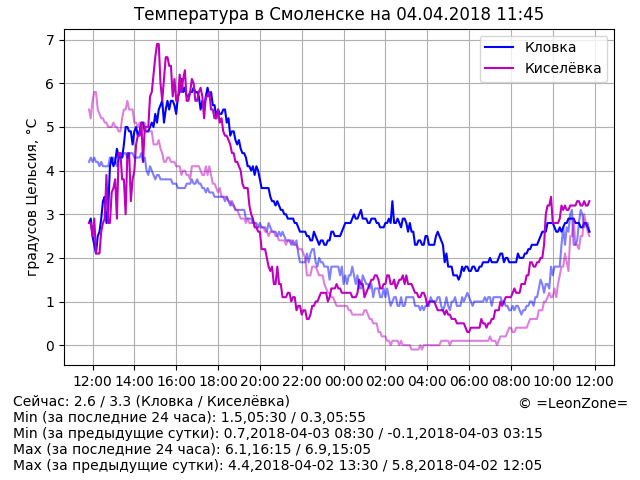 Температура в Смоленске на 04.04.2018 11:45
Кловка
Киселёвка
градусов Цельсия, °C
7
6
5
4
3
2
1
0
12:00 14:00 16:00 18:00 20:00 22:00 00:00 02:00 04:00 06:00 08:00 10:00 12:00
Сейчас: 2.6 / 3.3 (Кловка / Киселёвка)
© =LeonZone=
Min (за последние 24 часа): 1.5,05:30 / 0.3,05:55
Min (за предыдущие сутки): 0.7,2018-04-03 08:30 / -0.1,2018-04-03 03:15
Max (за последние 24 часа): 6.1,16:15 / 6.9,15:05
Max (за предыдущие сутки): 4.4,2018-04-02 13:30 / 5.8,2018-04-02 12:05